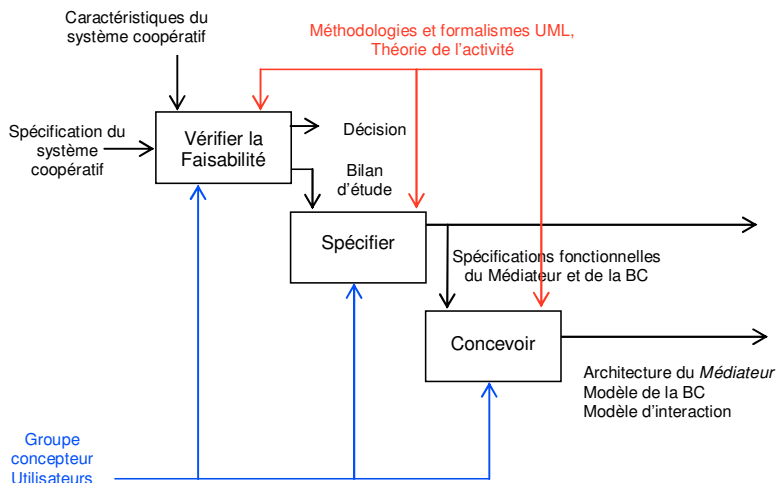 Caractéristiques du
système coopératif
Méthodologies et formalismes UML,
Théorie de l'activité
Spécification du
système
coopératif
Vérifier la
Faisabilité
Décision
Bilan
d'étude
Spécifier
Spécifications fonctionnelles
du Médiateur et de la BC
Concevoir
Architecture du Médiateur
Modèle de la BC
Modèle d'interaction
Groupe
concepteur
Utilisateurs